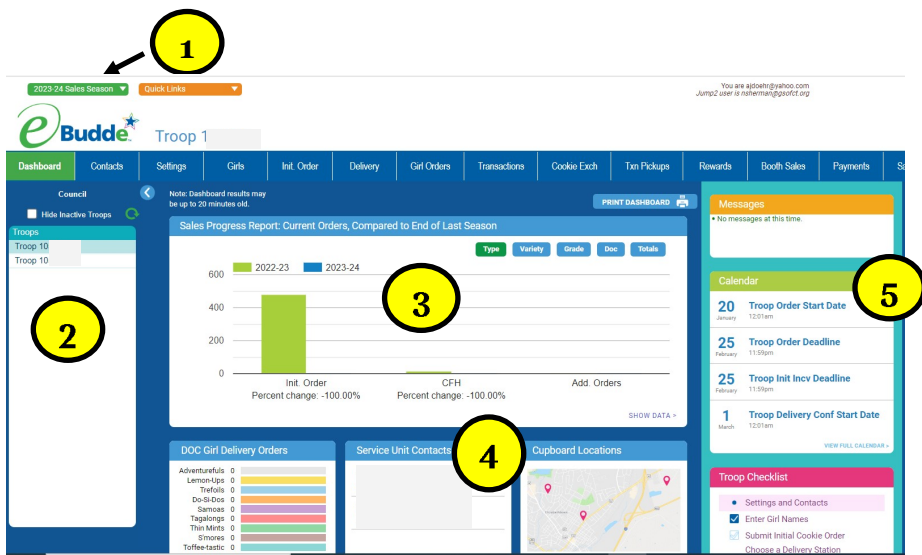 1
2023-24 Sales Season
Quick Links
You are ajdoehr@yahoo.com
Jump2 user is nsherman@gsofct.org
eBudde
Troop 1
Dashboard Contacts Settings Girls Init. Order Delivery Girl Orders Transactions Cookie Exch Txn Pickups Rewards Booth Sales Payments Sa
Council
Hide Inactive Troops
Troops
Troop 10
Troop 10
2
Note: Dashboard results may
be up to 20 minutes old.
PRINT DASHBOARD
Sales Progress Report: Current Orders, Compared to End of Last
Season
Type Variety Grade Doc Totals
2022-23 2023-24
600
400
200
0
3
Init. Order CFH Add. Orders
Percent change: -100.00% Percent change: -100.00%
SHOW DATA >
DOC Girl Delivery Orders
Adventurefuls 0
Lemon-Ups 0
Trefoils 0
Do-Si-Dos 0
Samoas 0
Tagalongs 0
Thin Mints 0
S'mores 0
Toffee-tastic 0
Service Unit Contacts
4
Cupboard Locations
Messages
• No messages at this time.
Calendar
5
20 Troop Order Start Date
January 12:01am
25 Troop Order Deadline
February 11:59pm
25 Troop Init Incv Deadline
February 11:59pm
1 Troop Delivery Conf Start Date
March 12:01am
VIEW FULL CALENDAR »
Troop Checklist
• Settings and Contacts
Enter Girl Names
Submit Initial Cookie Order
Choose a Delivery Station